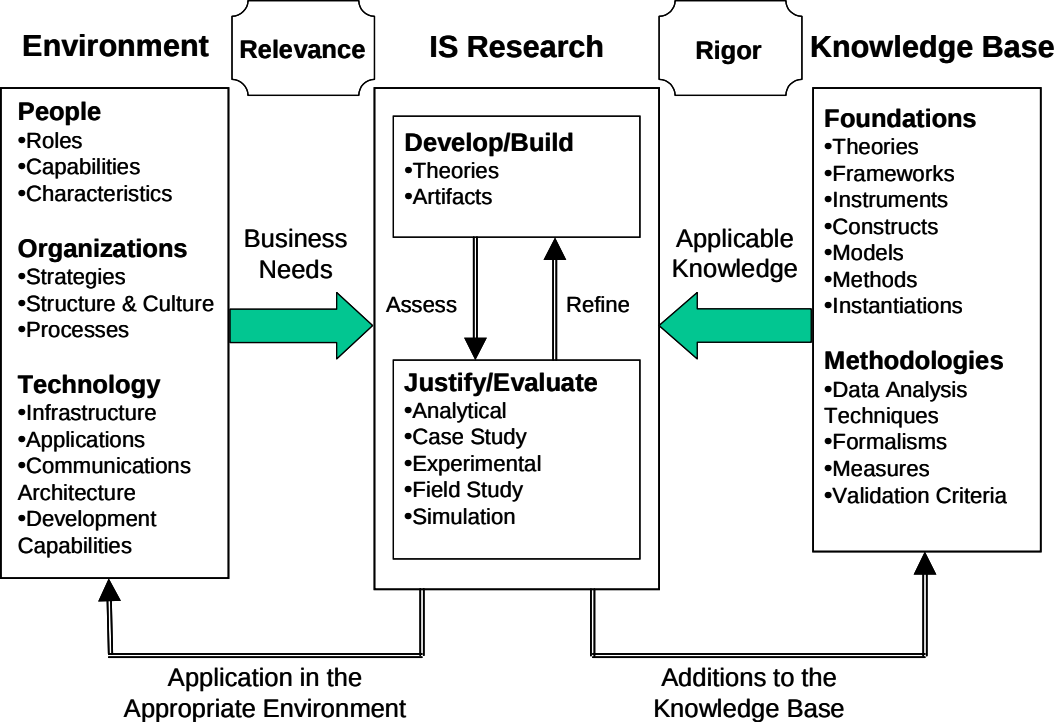 Environment
Relevance
IS Research
Rigor
Knowledge Base
People
•Roles
•Capabilities
•Characteristics
Organizations
•Strategies
•Structure & Culture
•Processes
Technology
•Infrastructure
•Applications
•Communications
Architecture
•Development
Capabilities
Business
Needs
Develop/Build
•Theories
•Artifacts
Assess
Refine
Justify/Evaluate
•Analytical
•Case Study
•Experimental
•Field Study
•Simulation
Applicable
Knowledge
Foundations
•Theories
•Frameworks
•Instruments
•Constructs
•Models
•Methods
•Instantiations
Methodologies
•Data Analysis
Techniques
•Formalisms
•Measures
•Validation Criteria
Application in the
Appropriate Environment
Additions to the
Knowledge Base